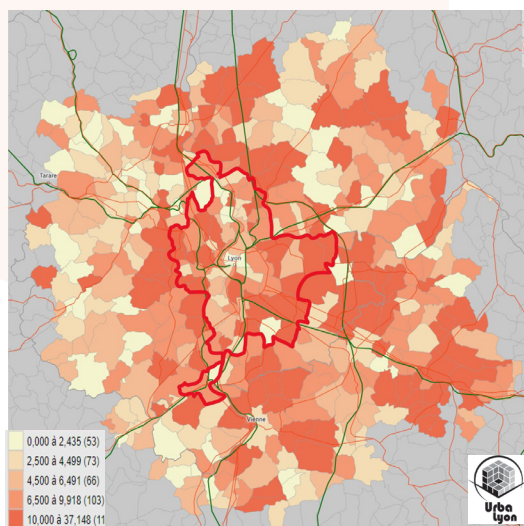 Tarare
Lyon
Vienne
0,000 à 2,435 (53)
2,500 à 4,499 (73)
4,500 à 6,491 (66)
6,500 à 9,918 (103)
10,000 à 37,148 (11
Urba
Lyon